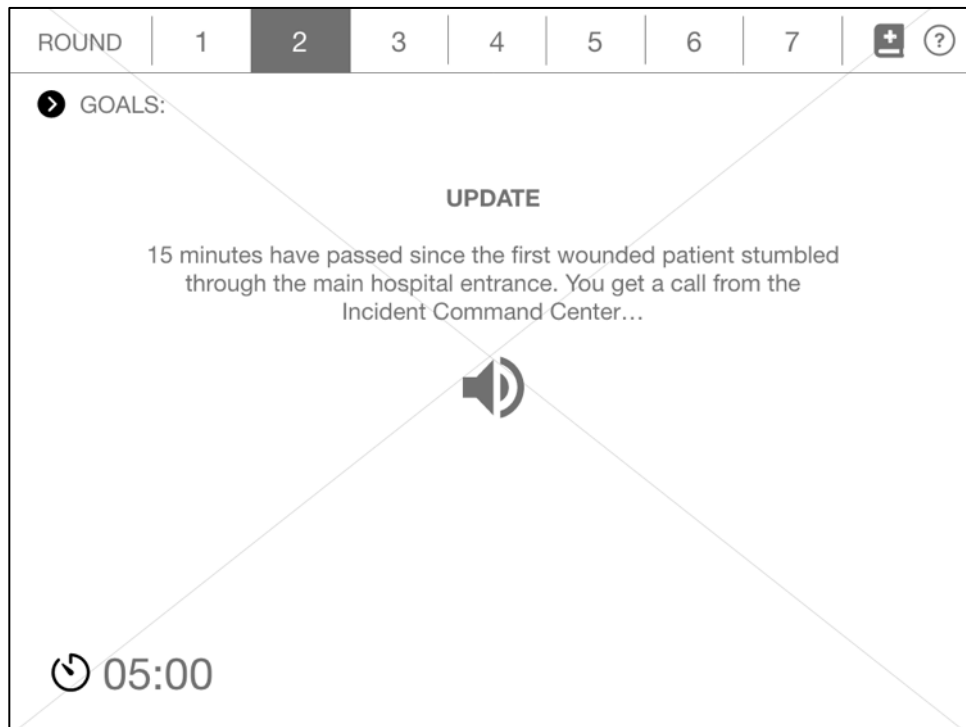 ROUND 1 2 3 4 5 6 7 ?
GOALS:
UPDATE
15 minutes have passed since the first wounded patient stumbled
through the main hospital entrance. You get a call from the
Incident Command Center…
05:00